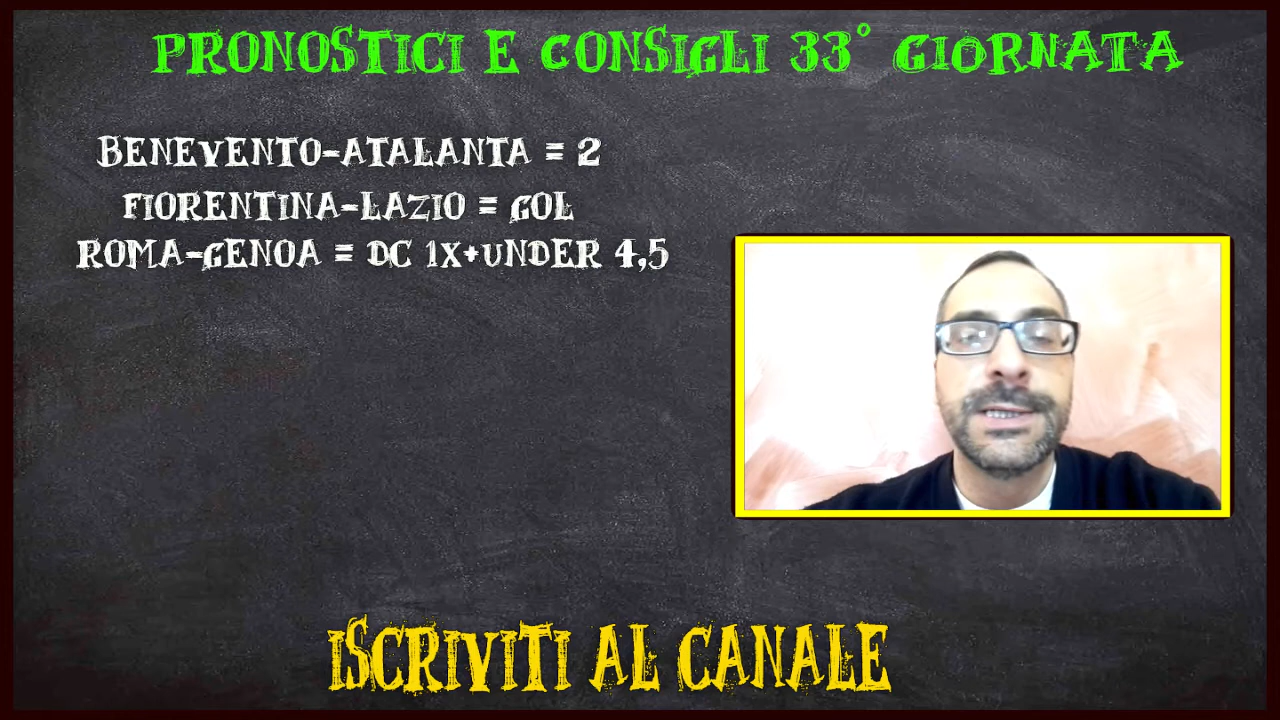 PRONOSTICI E CONSIGLI 33° GIORNATA
BENEVENTO-ATALANTA = 2
FIORENTINA-LAZIO = GOL
ROMA-GENOA = DC 1X+UNDER 4,5
ISCRIVITI AL CANALE